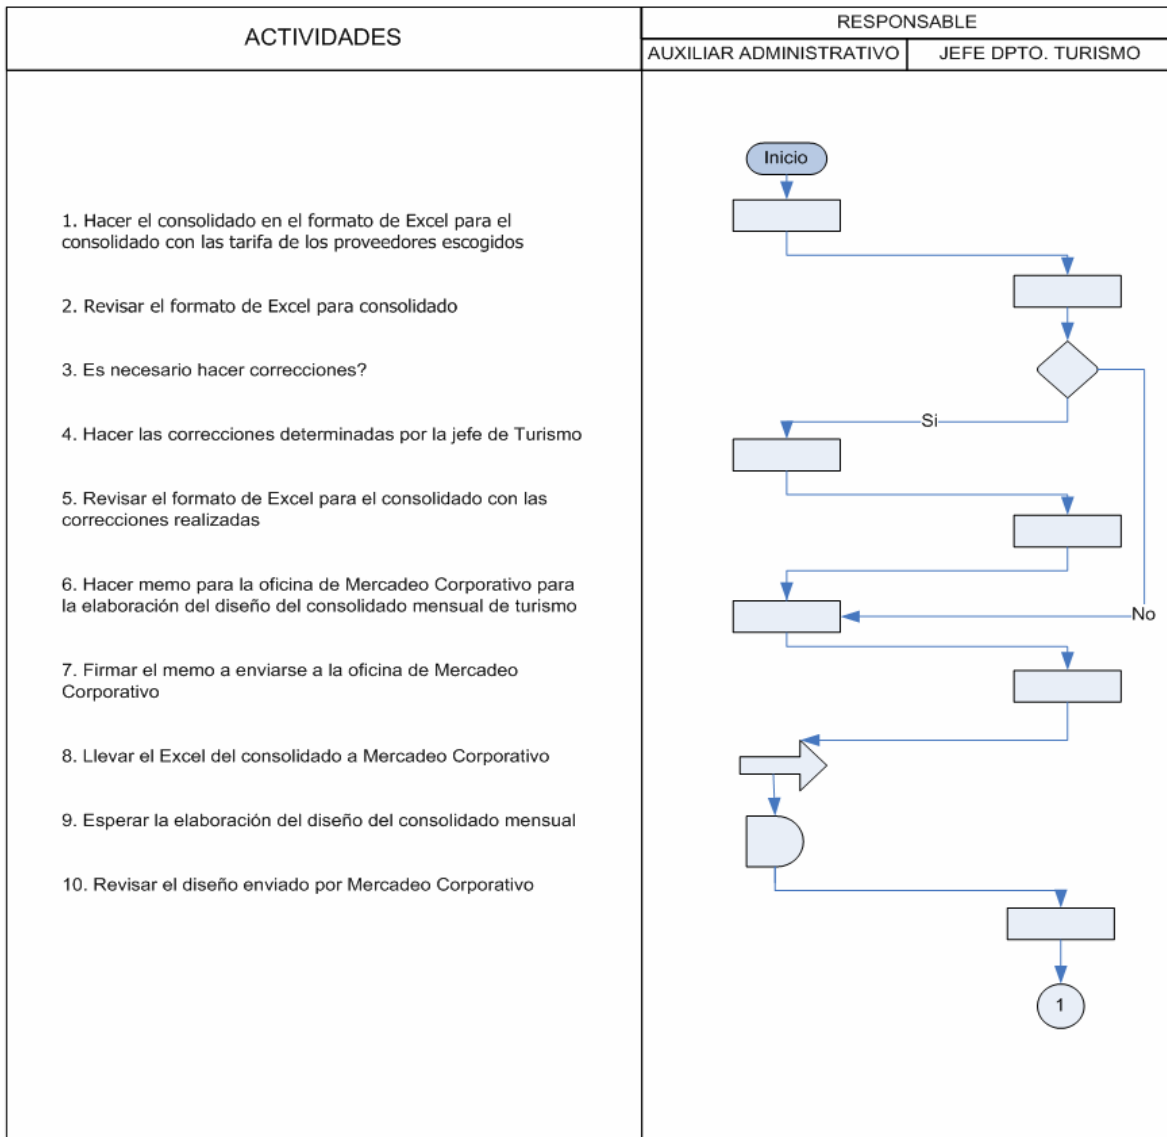 ACTIVIDADES
RESPONSABLE
AUXILIAR ADMINISTRATIVO
JEFE DPTO. TURISMO
Inicio
1. Hacer el consolidado en el formato de Excel para el
consolidado con las tarifa de los proveedores escogidos
2. Revisar el formato de Excel para consolidado
3. Es necesario hacer correcciones?
Si
4. Hacer las correcciones determinadas por la jefe de Turismo
5. Revisar el formato de Excel para el consolidado con las
correcciones realizadas
6. Hacer memo para la oficina de Mercadeo Corporativo para
la elaboración del diseño del consolidado mensual de turismo
No
7. Firmar el memo a enviarse a la oficina de Mercadeo
Corporativo
8. Llevar el Excel del consolidado a Mercadeo Corporativo
9. Esperar la elaboración del diseño del consolidado mensual
10. Revisar el diseño enviado por Mercadeo Corporativo
1